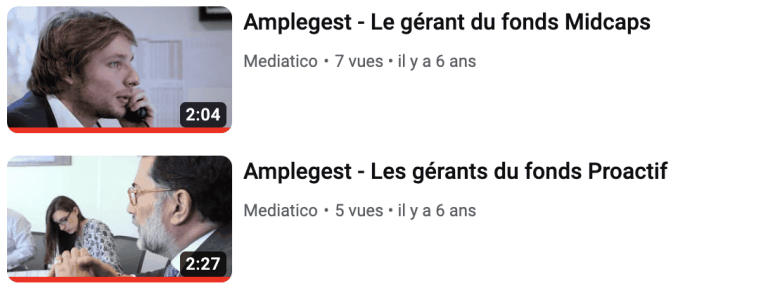 Amplegest - Le gérant du fonds Midcaps
Mediatico • 7 vues • il y a 6 ans
2:04
Amplegest - Les gérants du fonds Proactif
Mediatico • 5 vues • il y a 6 ans
2:27